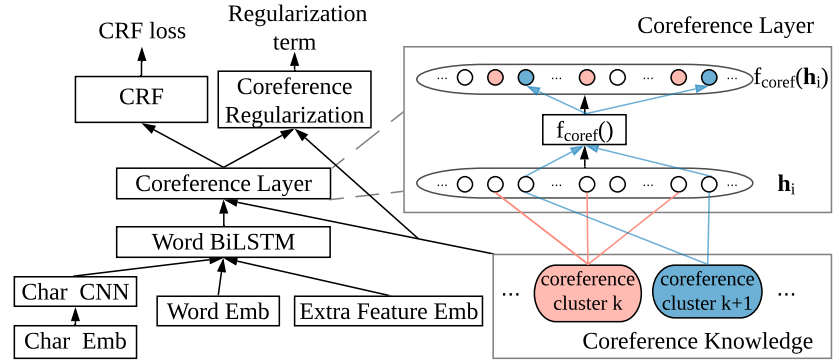 CRF loss
Regularization
term
CRF
Coreference
Regularization
Coreference Layer
Word BiLSTM
Char CNN
Char Emb
Word Emb
Extra Feature Emb
Coreference Layer
... ... ... ...
f_coref(h_i)
f_coref()
... ... ... ...
h_i
...
coreference
cluster k
coreference
cluster k+1
...
Coreference Knowledge